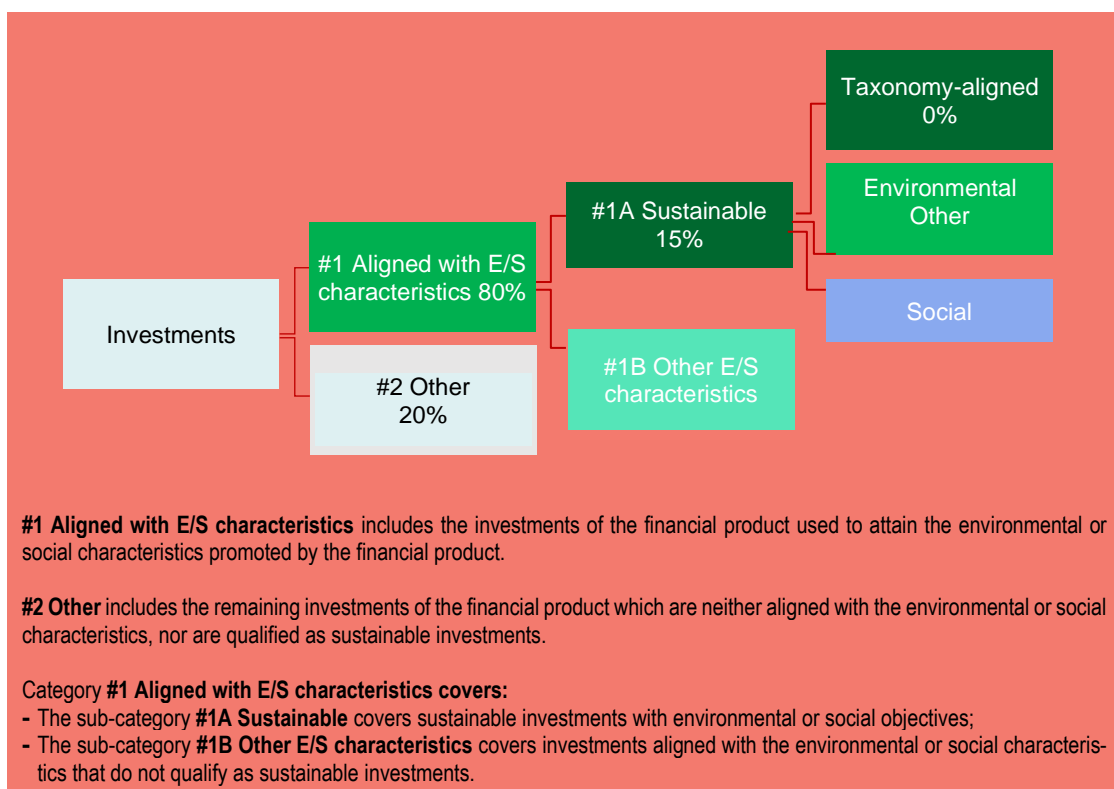 Taxonomy-aligned
0%
Environmental
Other
#1A Sustainable
15%
#1 Aligned with E/S
characteristics 80%
Social
Investments
#1B Other E/S
characteristics
#2 Other
20%
#1 Aligned with E/S characteristics includes the investments of the financial product used to attain the environmental or
social characteristics promoted by the financial product.
#2 Other includes the remaining investments of the financial product which are neither aligned with the environmental or social
characteristics, nor are qualified as sustainable investments.
Category #1 Aligned with E/S characteristics covers:
- The sub-category #1A Sustainable covers sustainable investments with environmental or social objectives;
- The sub-category #1B Other E/S characteristics covers investments aligned with the environmental or social characteris-
tics that do not qualify as sustainable investments.